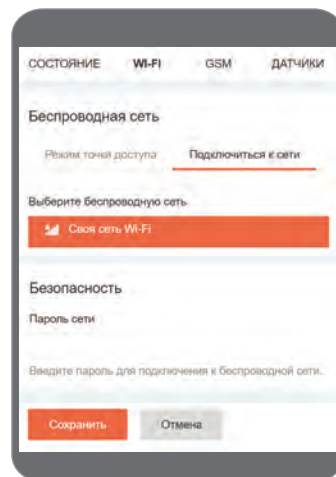 СОСТОЯНИЕ WI-FI GSM ДАТЧИКИ
Беспроводная сеть
Режим точки доступа Подключиться к сети
Выберите беспроводную сеть
Своя сеть Wi-Fi
Безопасность
Пароль сети
Введите пароль для подключения к беспроводной сети.
Сохранить Отмена